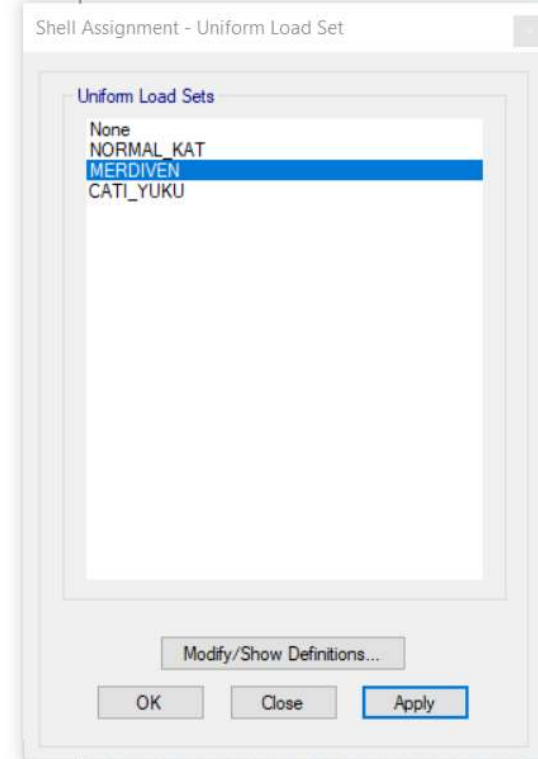 Shell Assignment - Uniform Load Set
Uniform Load Sets
None
NORMAL_KAT
MERDIVEN
CATI_YUKU
Modify/Show Definitions...
OK Close Apply